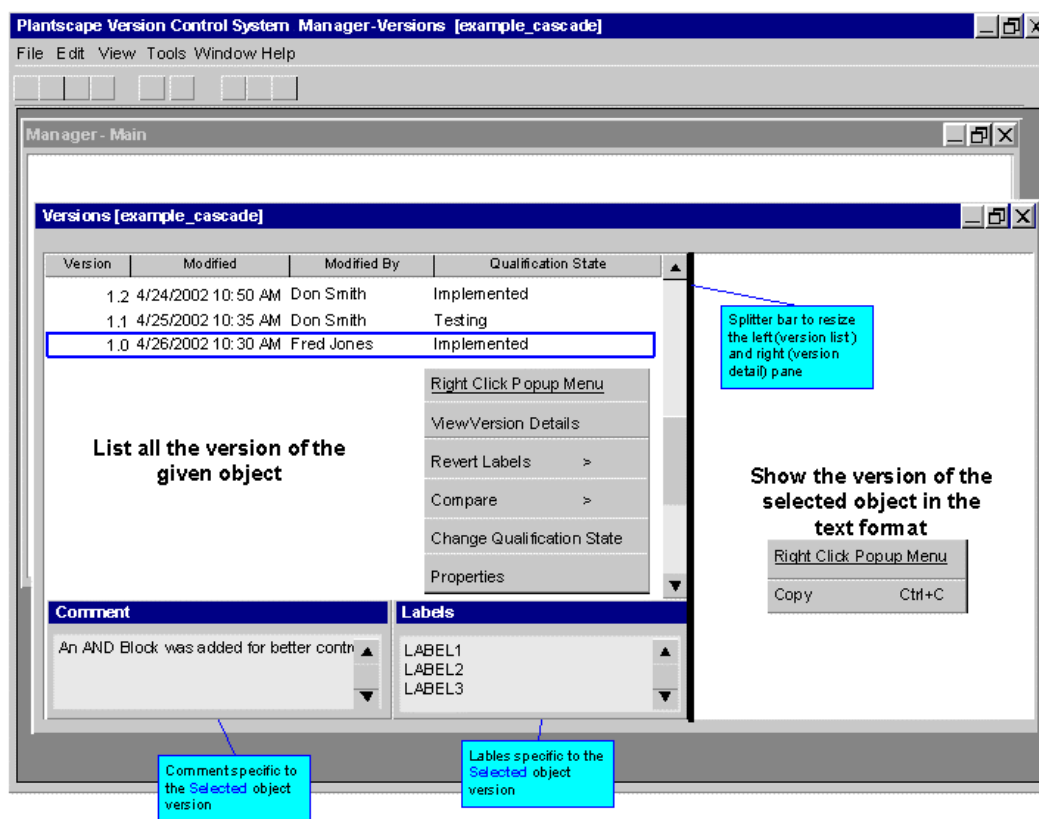 Plantscape Version Control System Manager-Versions [example_cascade]
File Edit View Tools Window Help
Manager - Main
Versions [example_cascade]
Version Modified Modified By Qualification State
1.2 4/24/2002 10:50 AM Don Smith Implemented
1.1 4/25/2002 10:35 AM Don Smith Testing
1.0 4/26/2002 10:30 AM Fred Jones Implemented
Splitter bar to resize
the left (version list)
and right (version
detail) pane
Right Click Popup Menu
View Version Details
Revert Labels >
Compare >
Change Qualification State
Properties
List all the version of the
given object
Show the version of the
selected object in the
text format
Right Click Popup Menu
Copy Ctrl+C
Comment
An AND Block was added for better contr
Labels
LABEL1
LABEL2
LABEL3
Comment specific to
the Selected object
version
Lables specific to the
Selected object
version